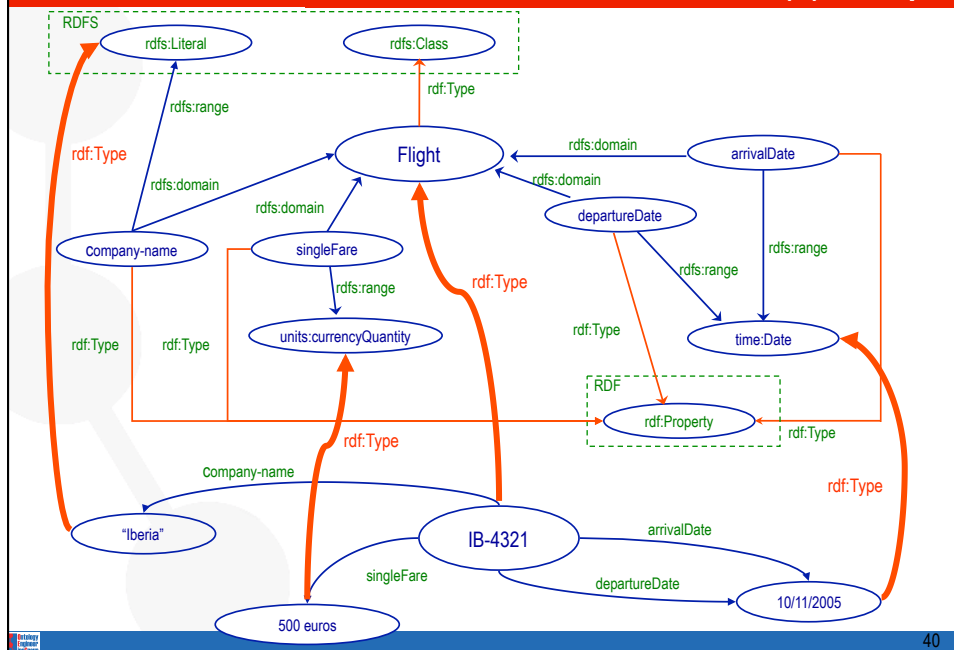 RDFS
rdfs:Literal
rdfs:Class
rdf:Type
rdfs:range
rdf:Type
Flight
rdfs:domain
arrivalDate
rdfs:domain
rdfs:domain
rdfs:domain
departureDate
company-name
singleFare
rdfs:range
rdfs:range
rdf:Type
rdfs:range
units:currencyQuantity
rdf:Type
time:Date
rdf:Type
rdf:Type
RDF
rdf:Property
rdf:Type
rdf:Type
company-name
rdf:Type
"Iberia"
IB-4321
arrivalDate
singleFare
departureDate
10/11/2005
500 euros
Ontology
Engineer
40